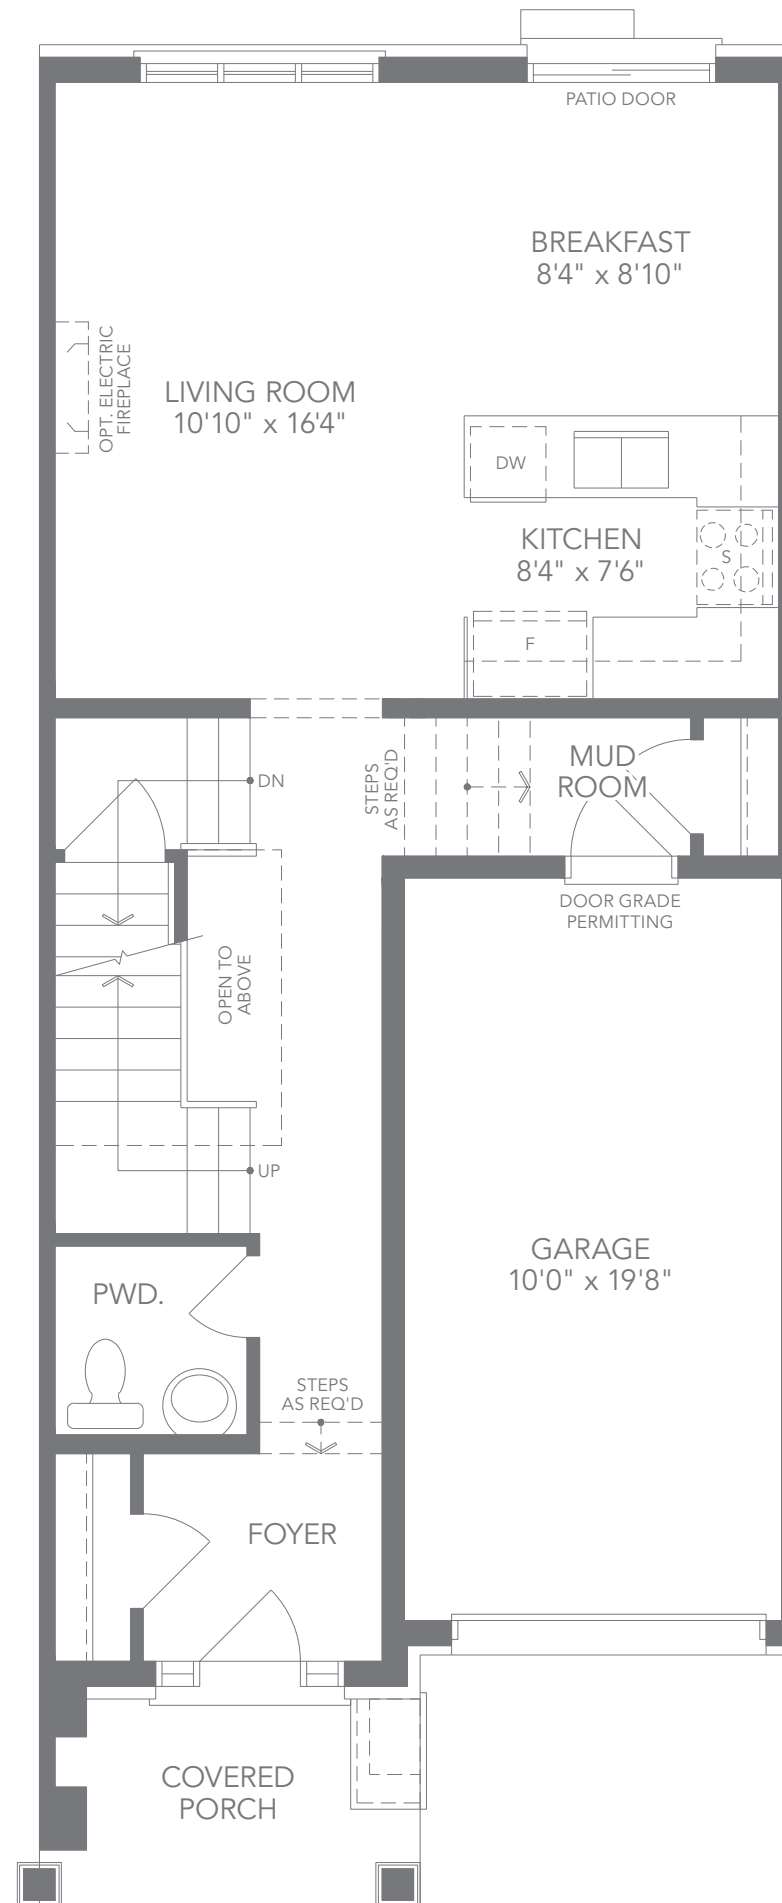 PATIO DOOR
BREAKFAST
8'4" x 8'10"
OPT. ELECTRIC
FIREPLACE
LIVING ROOM
10'10" x 16'4"
DW
KITCHEN
8'4" x 7'6"
S
F
DN
STEPS
AS REQ'D
MUD
ROOM
DOOR GRADE
PERMITTING
OPEN TO
ABOVE
UP
GARAGE
10'0" x 19'8"
PWD.
STEPS
AS REQ'D
FOYER
COVERED
PORCH